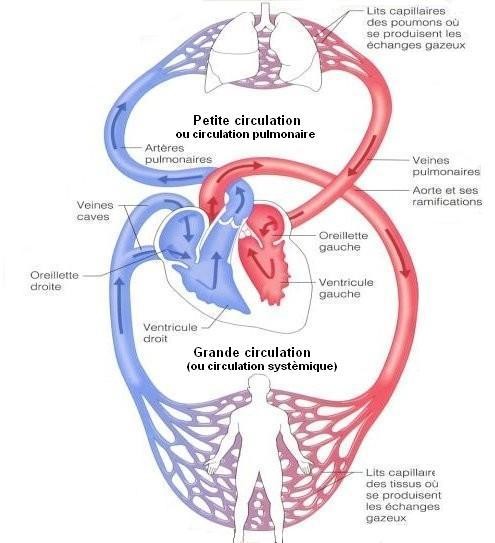 Lits capillaires
des poumons où
se produisent les
échanges gazeux
Petite circulation
ou circulation pulmonaire
Artères
pulmonaires
Veines
pulmonaires
Aorte et ses
ramifications
Veines
caves
Oreillette
gauche
Oreillette
droite
Ventricule
gauche
Ventricule
droit
Grande circulation
(ou circulation systèmique)
Lits capillaire
des tissus où
se produisent
les échanges
gazeux